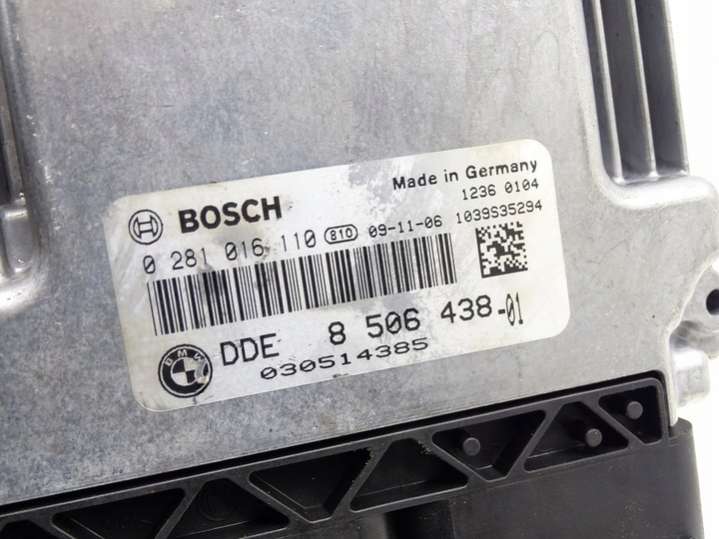 Made in Germany
1236 0104
BOSCH
0 281 016 110 810 09-11-06 1039S35294
DDE 8 506 438-01
BMW
030514385